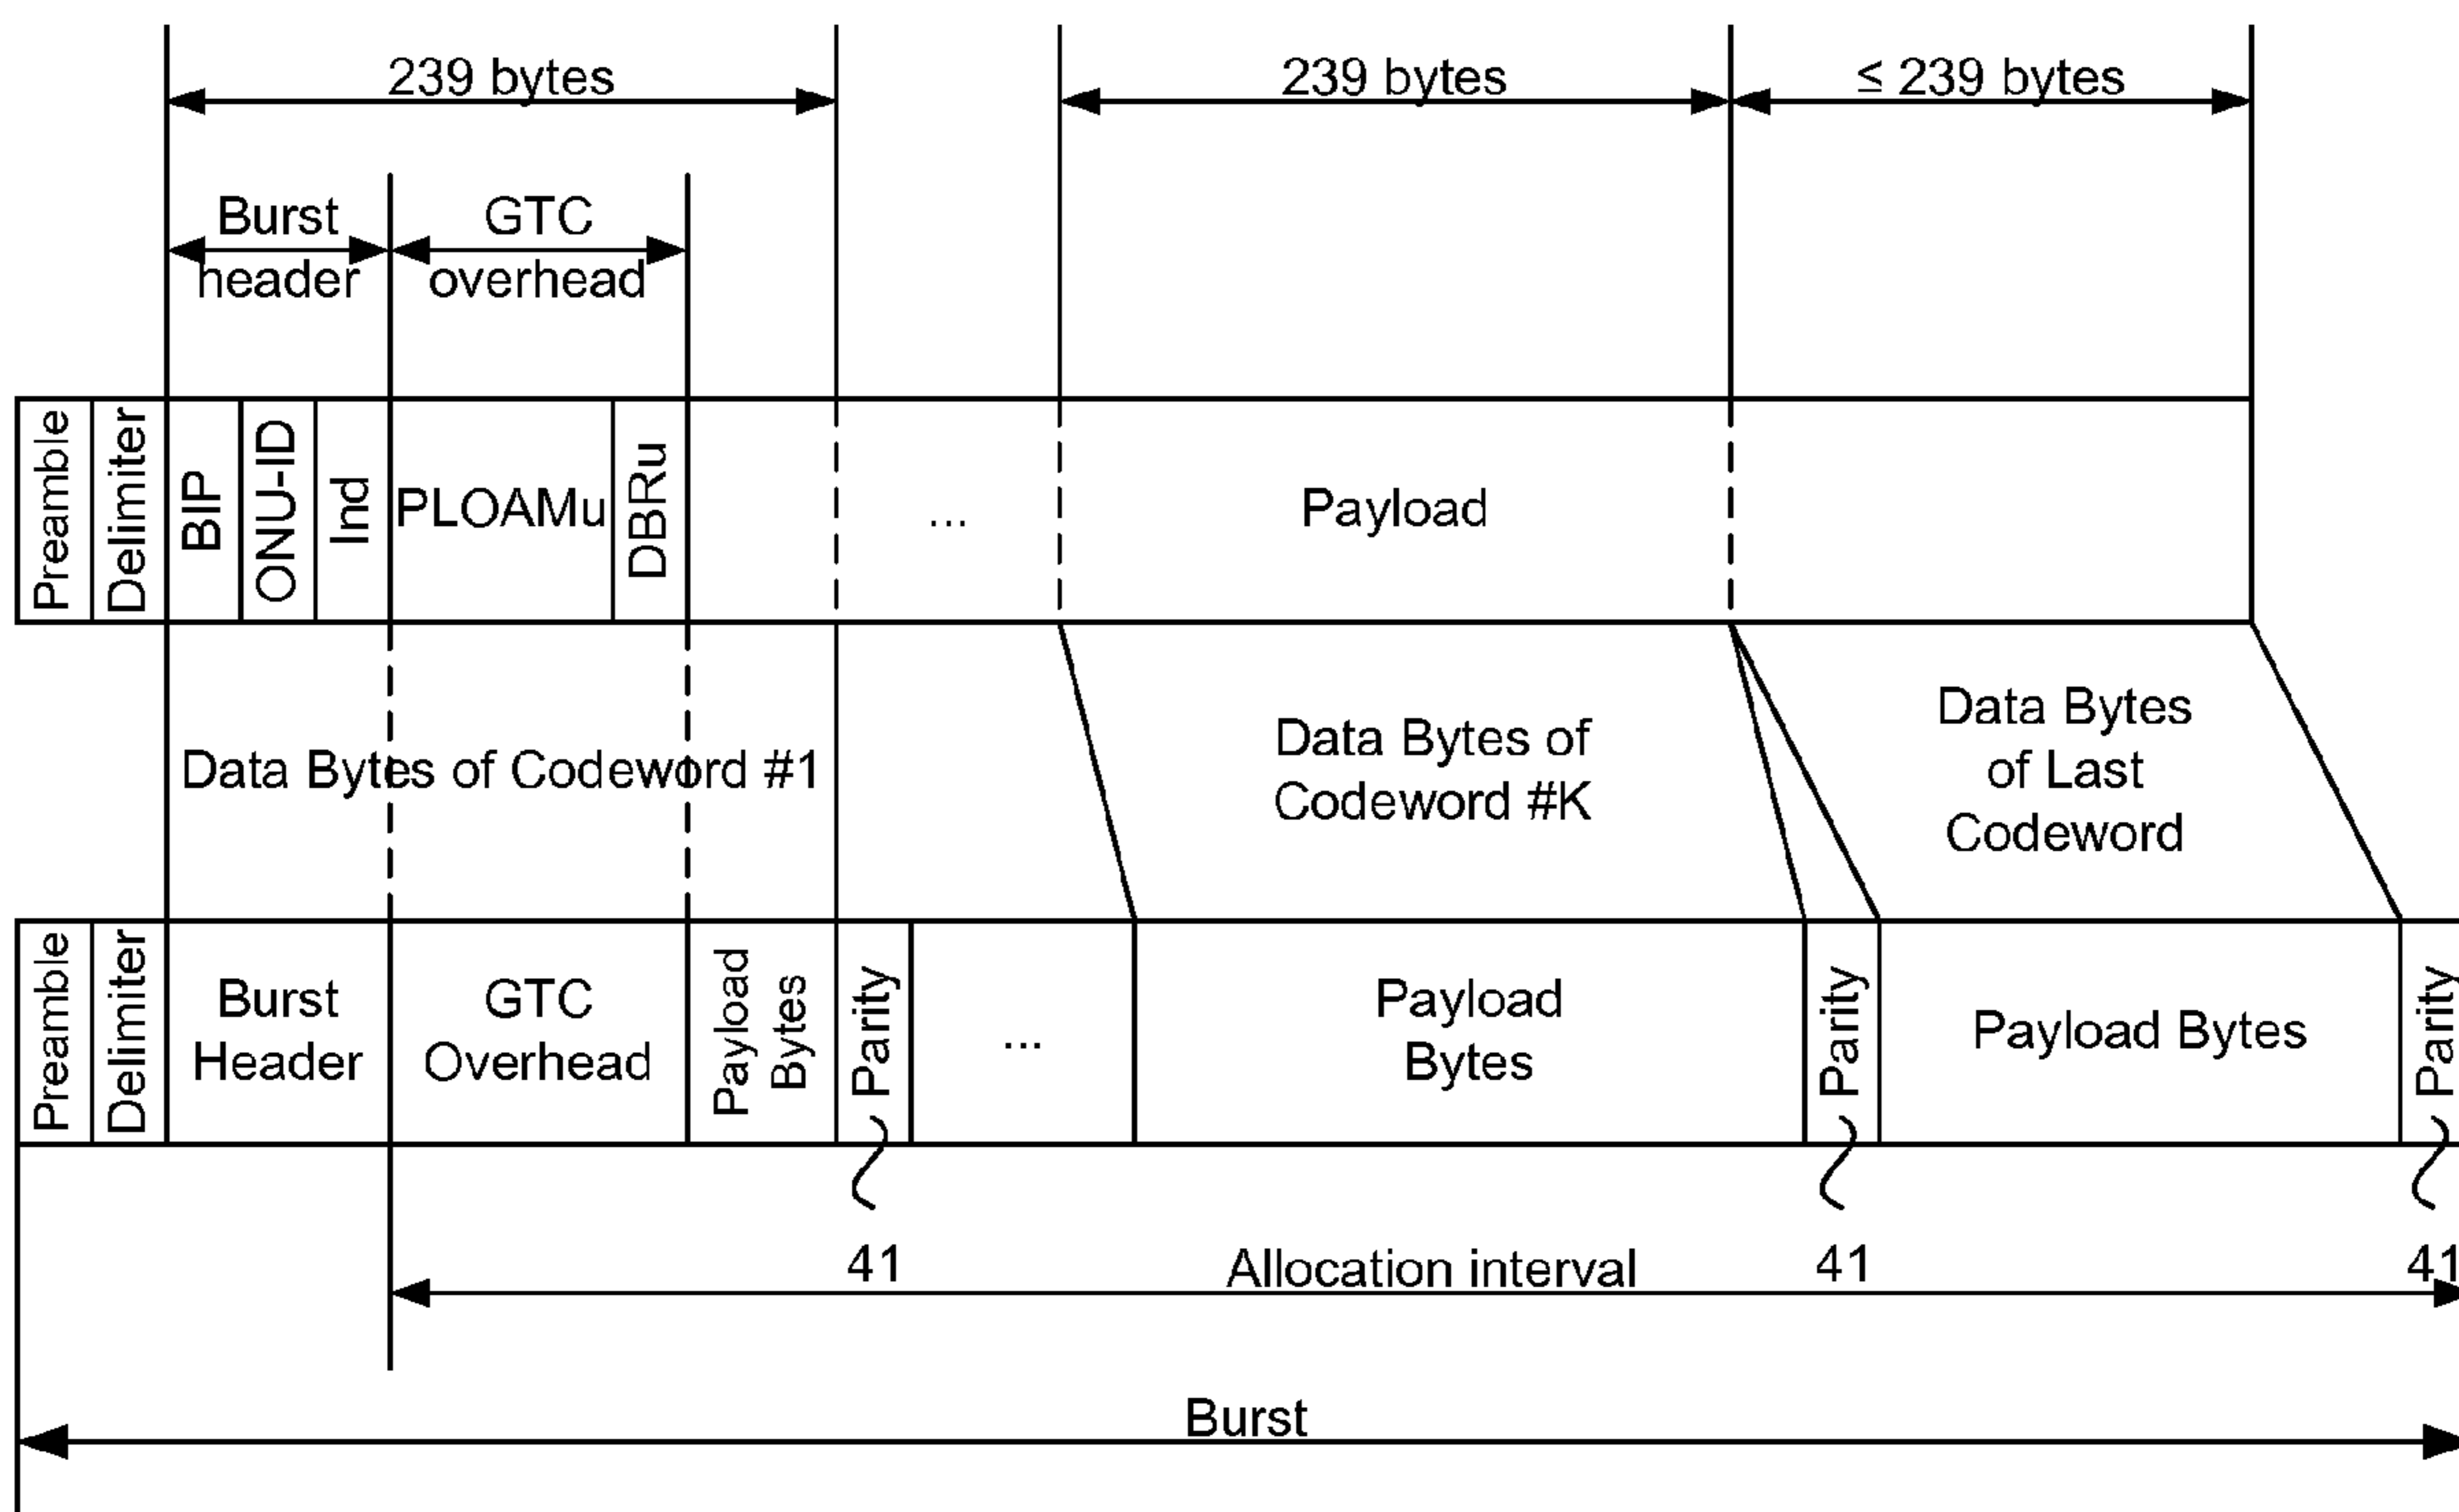 239 bytes
239 bytes
≤ 239 bytes
Burst
header
GTC
overhead
Preamble
Delimiter
BIP
ONU-ID
Ind
PLOAMu
DBRu
...
Payload
Data Bytes of Codeword #1
Data Bytes of
Codeword #K
Data Bytes
of Last
Codeword
Preamble
Delimiter
Burst
Header
GTC
Overhead
Payload
Bytes
Parity
...
Payload
Bytes
Parity
Payload Bytes
Parity
41
Allocation interval
41
41
Burst